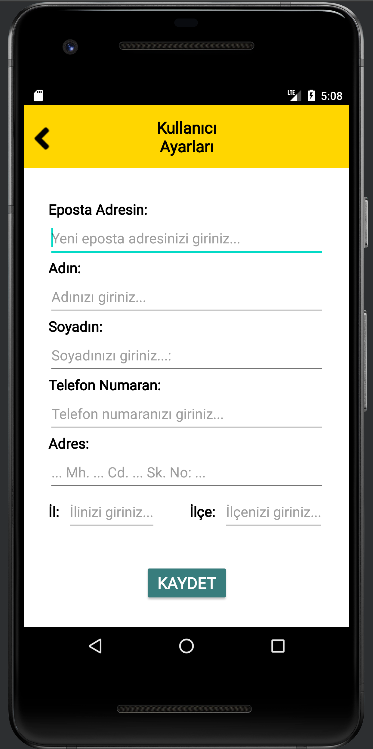 LTE 5:08
Kullanıcı
Ayarları
Eposta Adresin:
Yeni eposta adresinizi giriniz...
Adın:
Adınızı giriniz...
Soyadın:
Soyadınızı giriniz...:
Telefon Numaran:
Telefon numaranızı giriniz...
Adres:
... Mh. ... Cd. ... Sk. No: ...
İl: İlinizi giriniz... İlçe: İlçenizi giriniz...
KAYDET